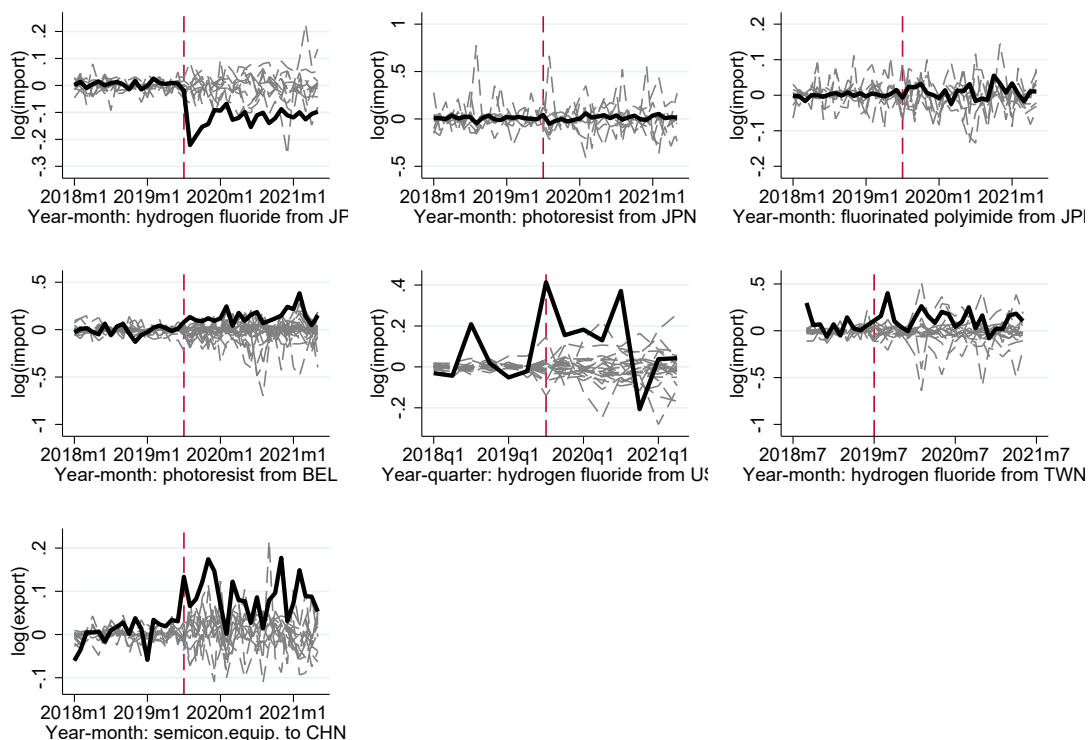 log(import)
.2
.1
0
-.1
-.2
-.3
2018m1 2019m1 2020m1 2021m1
Year-month: hydrogen fluoride from JP
log(import)
1
.5
0
-.5
2018m1 2019m1 2020m1 2021m1
Year-month: photoresist from JPN
log(import)
.2
.1
0
-.1
-.2
2018m1 2019m1 2020m1 2021m1
Year-month: fluorinated polyimide from JP
log(import)
.5
0
-.5
-1
2018m1 2019m1 2020m1 2021m1
Year-month: photoresist from BEL
log(import)
.4
.2
0
-.2
2018q1 2019q1 2020q1 2021q1
Year-quarter: hydrogen fluoride from US
log(import)
.5
0
-.5
-1
2018m7 2019m7 2020m7 2021m7
Year-month: hydrogen fluoride from TWN
log(export)
.2
.1
0
-.1
2018m1 2019m1 2020m1 2021m1
Year-month: semicon.equip. to CHN